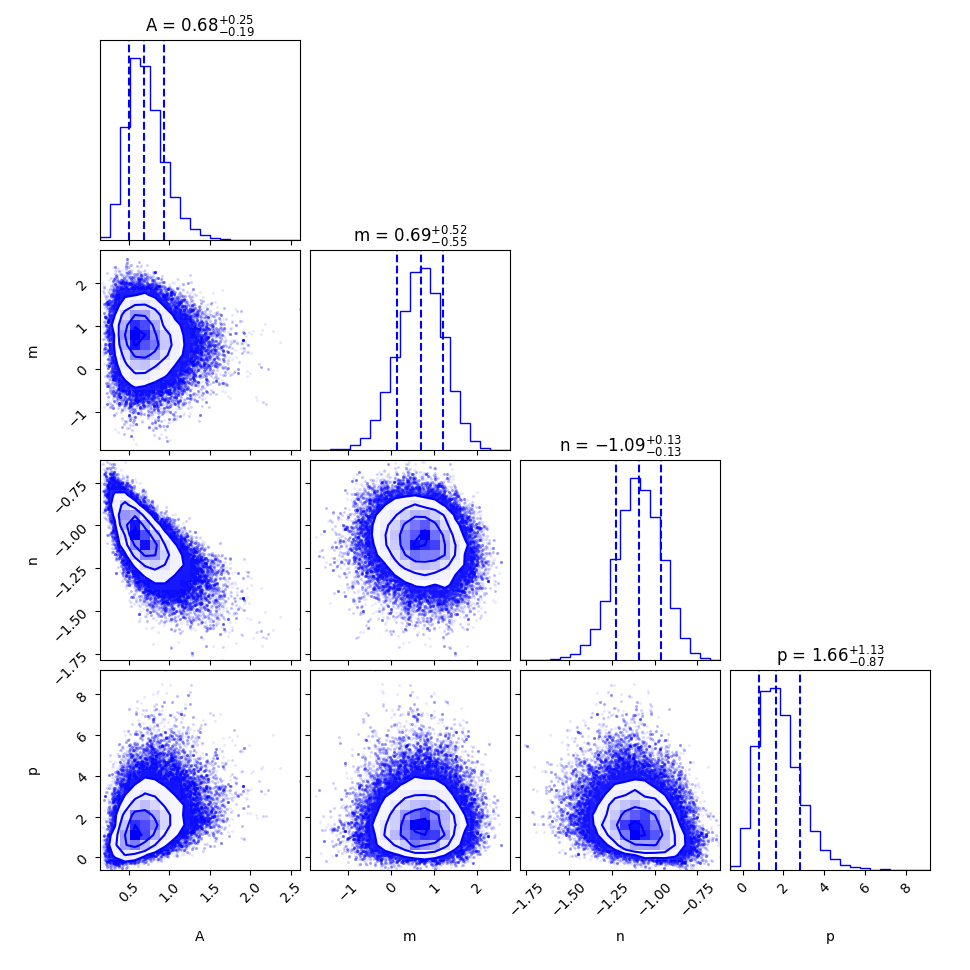 A = 0.68^{+0.25}_{−0.19}
m = 0.69^{+0.52}_{−0.55}
2
1
0
−1
m
n = −1.09^{+0.13}_{−0.13}
−0.75
−1.00
−1.25
−1.50
−1.75
n
p = 1.66^{+1.13}_{−0.87}
8
6
4
2
0
p
0.5 1.0 1.5 2.0 2.5
−1 0 1 2
−1.75 −1.50 −1.25 −1.00 −0.75
0 2 4 6 8
A m n p